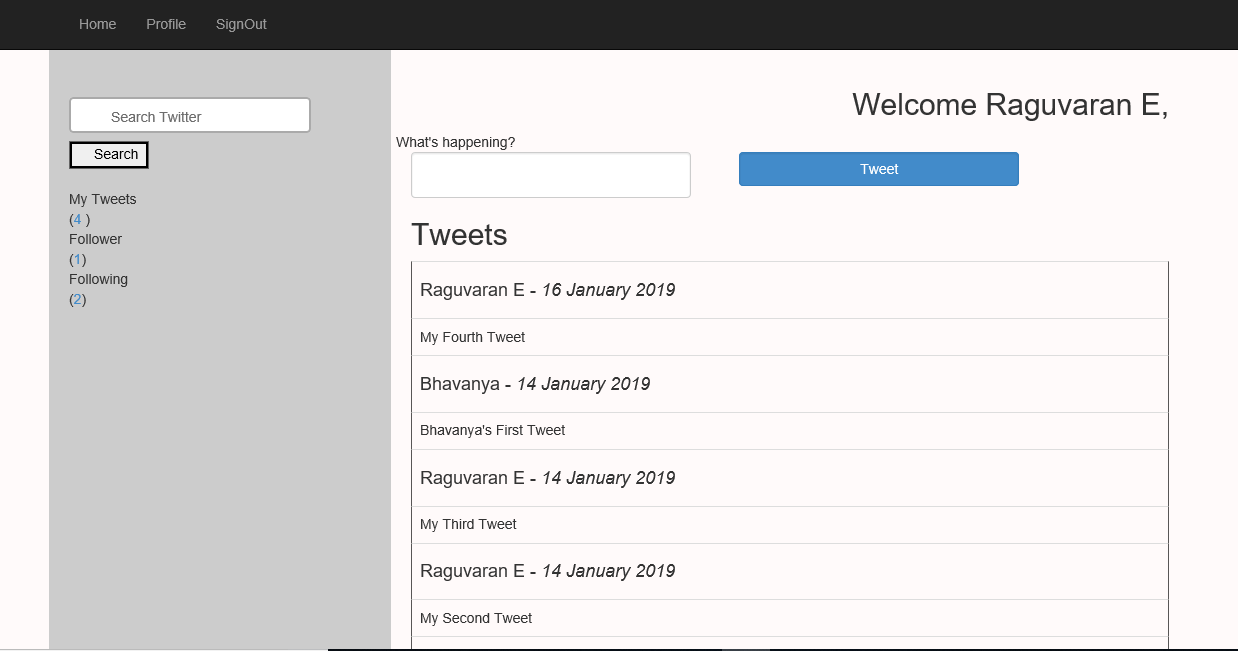 Home Profile SignOut
Search Twitter
Search
My Tweets
(4 )
Follower
(1)
Following
(2)
Welcome Raguvaran E,
What's happening?
Tweet
Tweets
Raguvaran E - 16 January 2019
My Fourth Tweet
Bhavanya - 14 January 2019
Bhavanya's First Tweet
Raguvaran E - 14 January 2019
My Third Tweet
Raguvaran E - 14 January 2019
My Second Tweet